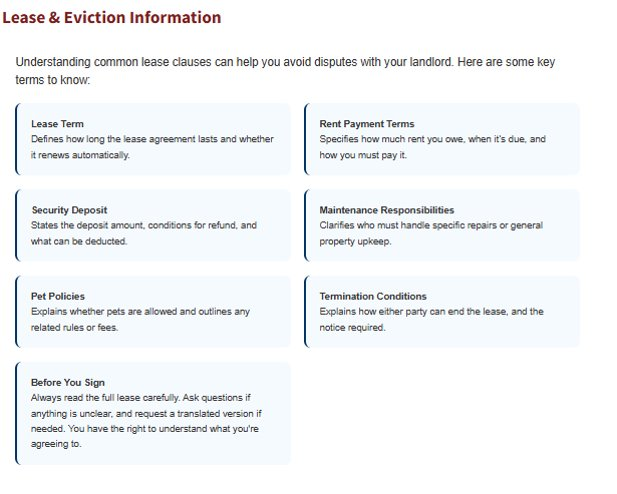 Lease & Eviction Information
Understanding common lease clauses can help you avoid disputes with your landlord. Here are some key
terms to know:
Lease Term
Defines how long the lease agreement lasts and whether
it renews automatically.
Rent Payment Terms
Specifies how much rent you owe, when it's due, and
how you must pay it.
Security Deposit
States the deposit amount, conditions for refund, and
what can be deducted.
Maintenance Responsibilities
Clarifies who must handle specific repairs or general
property upkeep.
Pet Policies
Explains whether pets are allowed and outlines any
related rules or fees.
Termination Conditions
Explains how either party can end the lease, and the
notice required.
Before You Sign
Always read the full lease carefully. Ask questions if
anything is unclear, and request a translated version if
needed. You have the right to understand what you're
agreeing to.